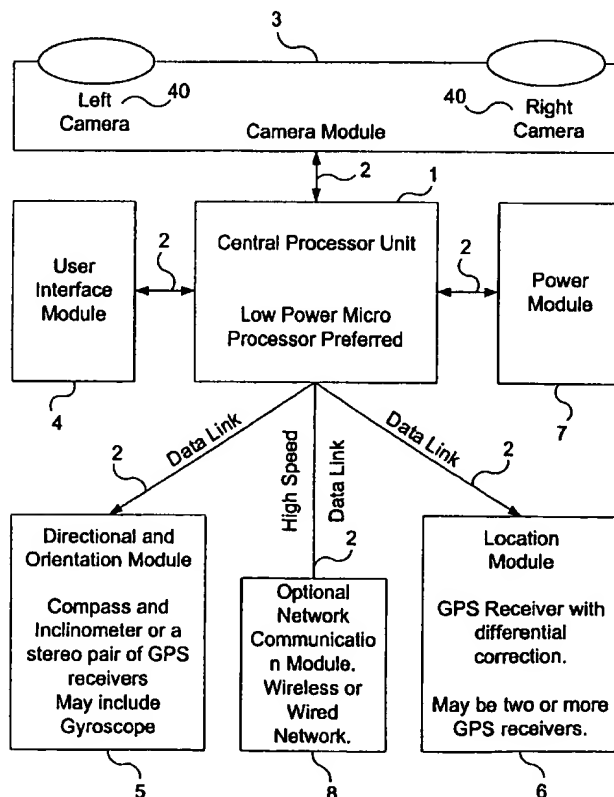 3
Left
Camera
40
40
Right
Camera
Camera Module
2
1
User
Interface
Module
2
Central Processor Unit
Low Power Micro
Processor Preferred
2
Power
Module
4
7
2
Data Link
High Speed
Data Link
Data Link
2
2
Directional and
Orientation Module
Compass and
Inclinometer or a
stereo pair of GPS
receivers
May include
Gyroscope
Optional
Network
Communicatio
n Module.
Wireless or
Wired
Network.
Location
Module
GPS Receiver with
differential
correction.
May be two or more
GPS receivers.
5
8
6